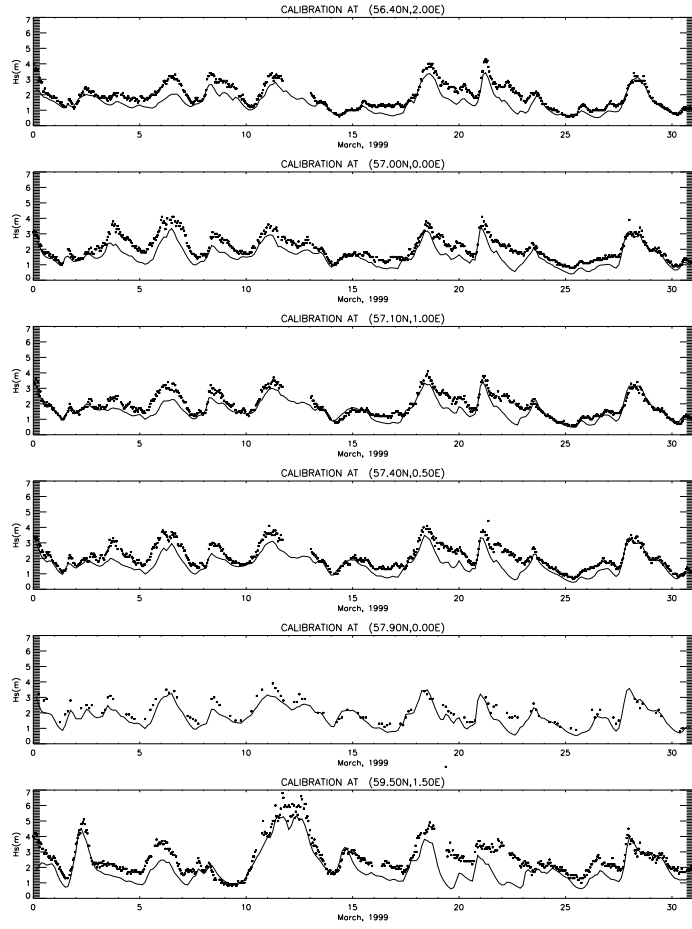 CALIBRATION AT (56.40N,2.00E)
Hs(m)
7
6
5
4
3
2
1
0
0 5 10 15 20 25 30
March, 1999
CALIBRATION AT (57.00N,0.00E)
Hs(m)
7
6
5
4
3
2
1
0
0 5 10 15 20 25 30
March, 1999
CALIBRATION AT (57.10N,1.00E)
Hs(m)
7
6
5
4
3
2
1
0
0 5 10 15 20 25 30
March, 1999
CALIBRATION AT (57.40N,0.50E)
Hs(m)
7
6
5
4
3
2
1
0
0 5 10 15 20 25 30
March, 1999
CALIBRATION AT (57.90N,0.00E)
Hs(m)
7
6
5
4
3
2
1
0
0 5 10 15 20 25 30
March, 1999
CALIBRATION AT (59.50N,1.50E)
Hs(m)
7
6
5
4
3
2
1
0
0 5 10 15 20 25 30
March, 1999